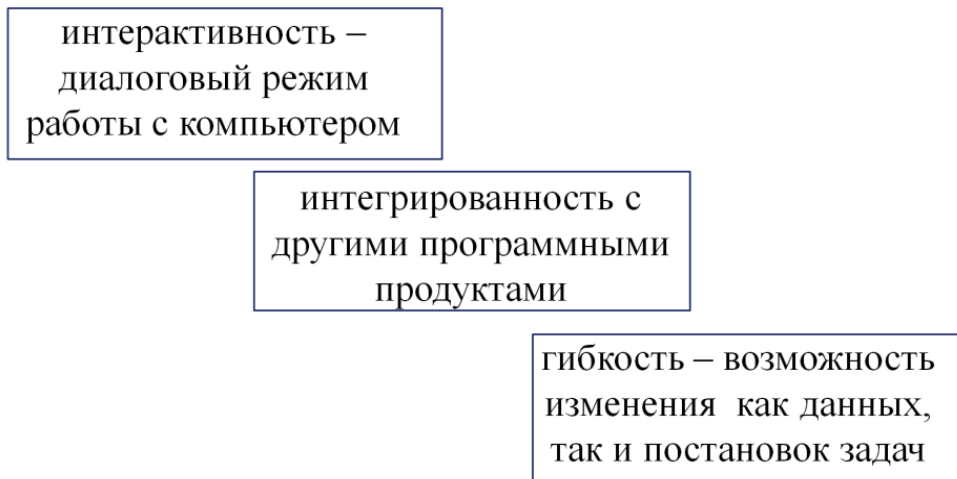 интерактивность –
диалоговый режим
работы с компьютером
интегрированность с
другими программными
продуктами
гибкость – возможность
изменения как данных,
так и постановок задач